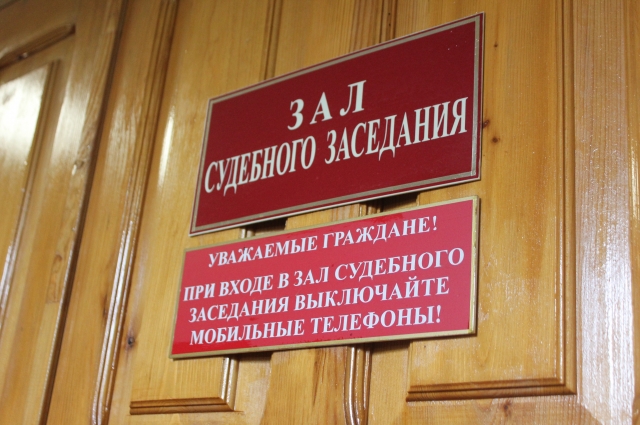 ЗАЛ
СУДЕБНОГО ЗАСЕДАНИЯ
УВАЖАЕМЫЕ ГРАЖДАНЕ!
ПРИ ВХОДЕ В ЗАЛ СУДЕБНОГО
ЗАСЕДАНИЯ ВЫКЛЮЧАЙТЕ
МОБИЛЬНЫЕ ТЕЛЕФОНЫ!